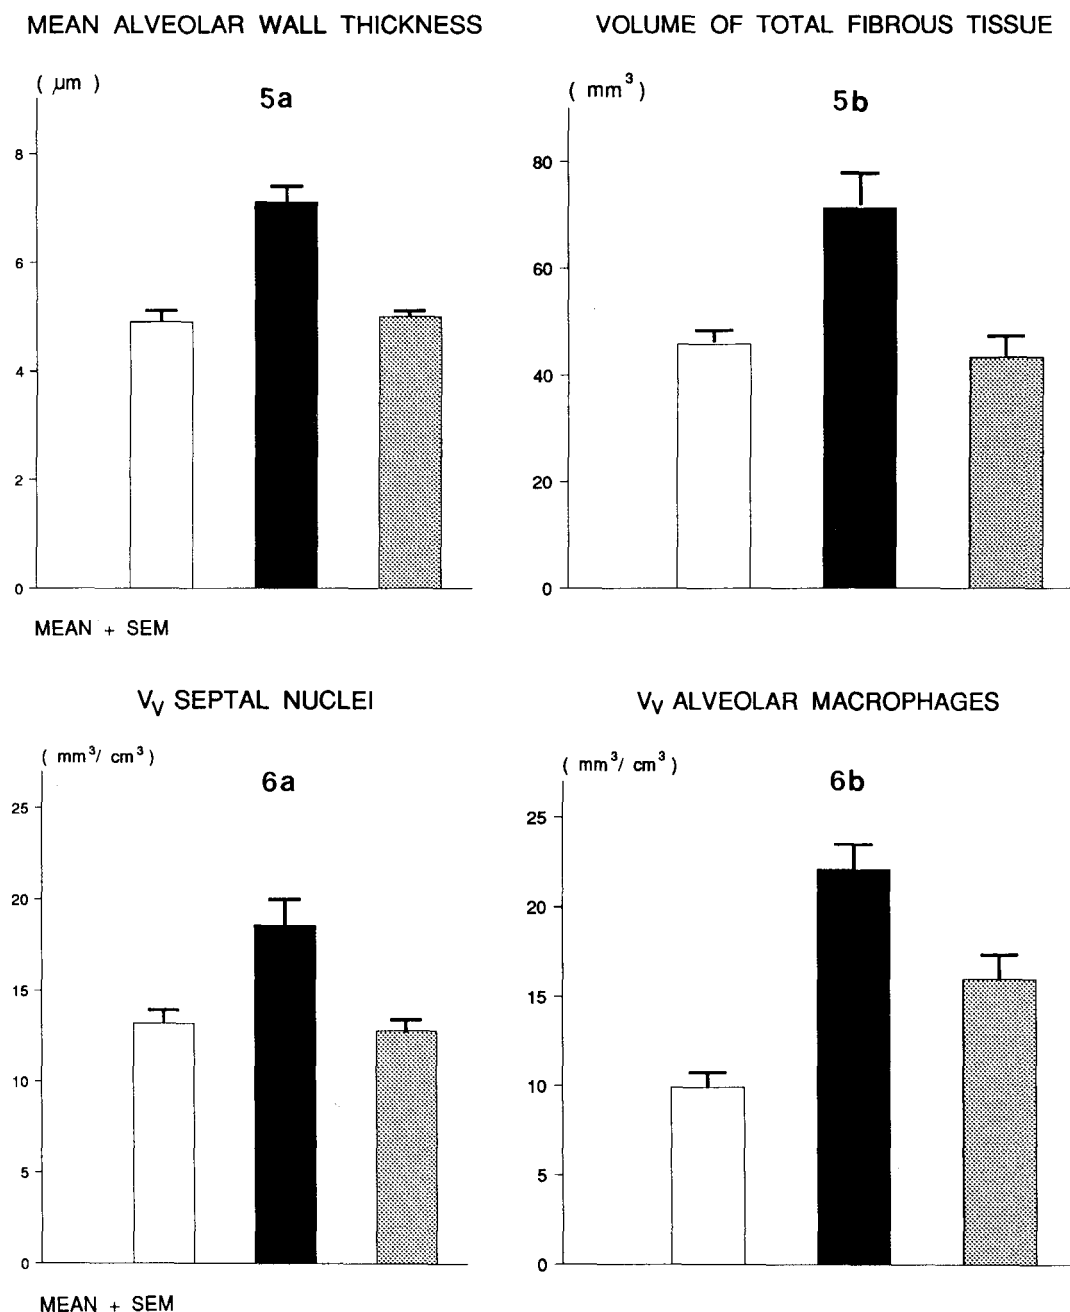 MEAN ALVEOLAR WALL THICKNESS
( μm )
5a
8
6
4
2
0
MEAN + SEM
VOLUME OF TOTAL FIBROUS TISSUE
( mm³ )
5b
80
60
40
20
0
V_V SEPTAL NUCLEI
( mm³/ cm³ )
6a
25
20
15
10
5
0
MEAN + SEM
V_V ALVEOLAR MACROPHAGES
( mm³/ cm³ )
6b
25
20
15
10
5
0